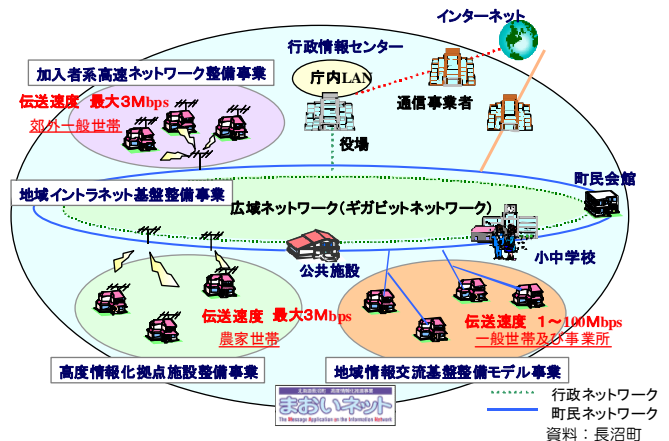 インターネット
行政情報センター
庁内LAN
加入者系高速ネットワーク整備事業
伝送速度 最大3Mbps
郊外一般世帯
通信事業者
役場
町民会館
地域イントラネット基盤整備事業
広域ネットワーク(ギガビットネットワーク)
小中学校
公共施設
伝送速度 最大3Mbps
農家世帯
伝送速度 1～100Mbps
一般世帯及び事業所
高度情報化拠点施設整備事業
地域情報交流基盤整備モデル事業
まおいネット
The Message Application on the Information Network
行政ネットワーク
町民ネットワーク
資料：長沼町